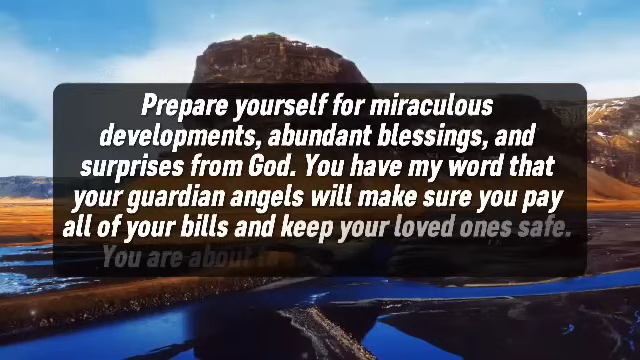 Prepare yourself for miraculous
developments, abundant blessings, and
surprises from God. You have my word that
your guardian angels will make sure you pay
all of your bills and keep your loved ones safe.
You are about to